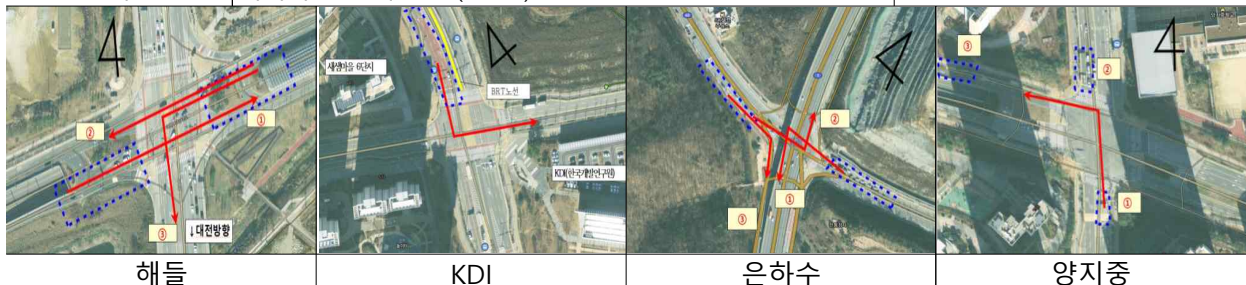 ②
①
③
↓대전방향
새샘마을 6단지
BRT노선
KDI(한국개발연구원)
②
①
③
③
②
①
해들
KDI
은하수
양지중